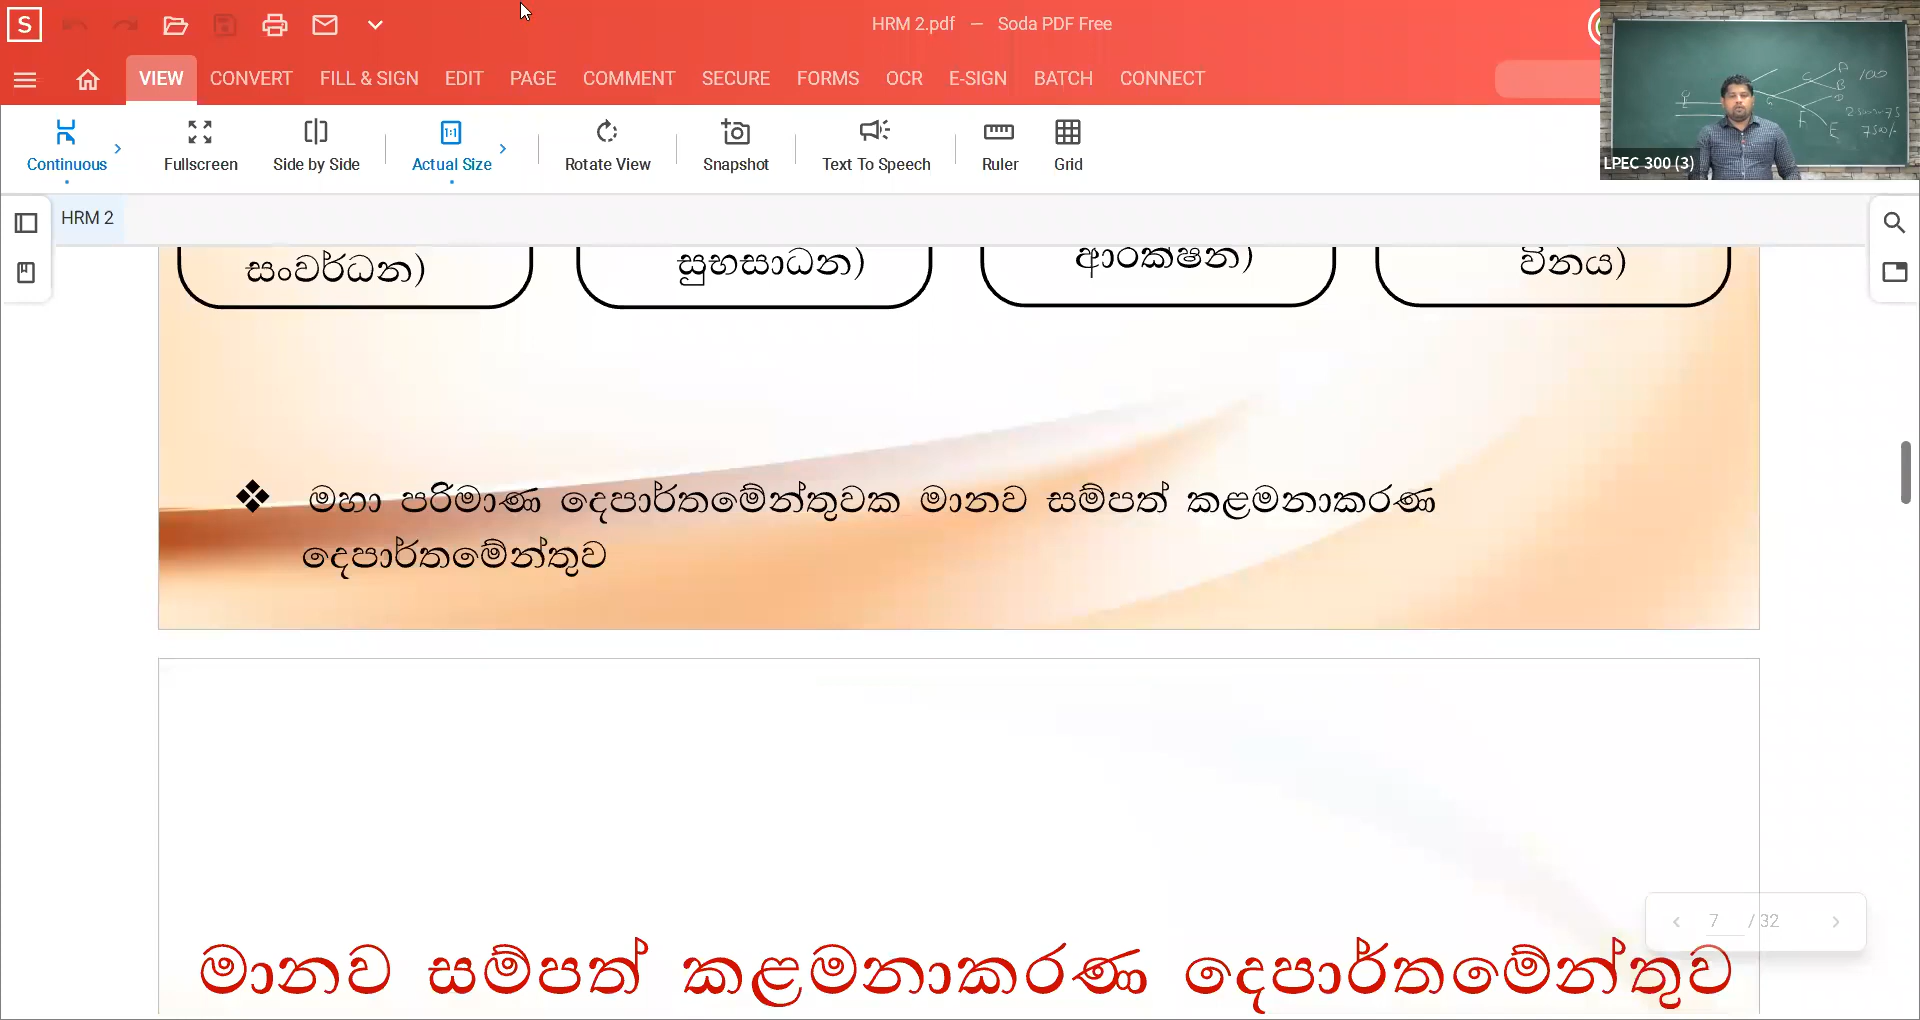 S
HRM 2.pdf — Soda PDF Free
VIEW CONVERT FILL & SIGN EDIT PAGE COMMENT SECURE FORMS OCR E-SIGN BATCH CONNECT
Continuous Fullscreen Side by Side Actual Size Rotate View Snapshot Text To Speech Ruler Grid
1:1
LPEC 300 (3)
HRM 2
සංවර්ධන) සුභසාධන) ආරක්ෂන) විනය)
❖ මහා පරිමාණ දෙපාර්තමේන්තුවක මානව සම්පත් කළමනාකරණ
දෙපාර්තමේන්තුව
7 / 32
මානව සම්පත් කළමනාකරණ දෙපාර්තමේන්තුව